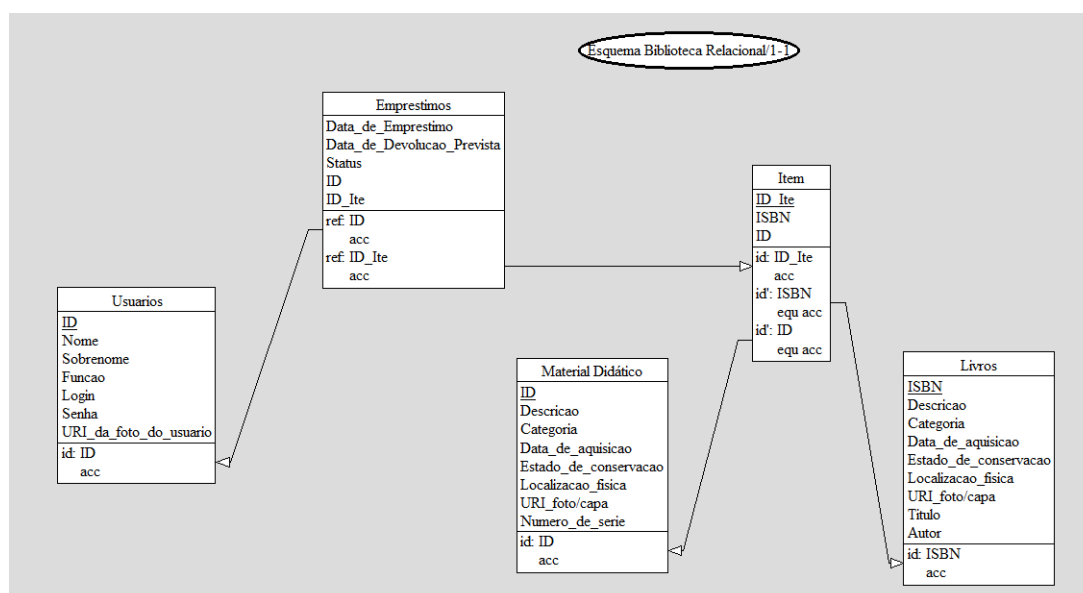 Esquema Biblioteca Relacional/1-1
Emprestimos
Data_de_Emprestimo
Data_de_Devolucao_Prevista
Status
ID
ID_Ite
ref: ID
acc
ref: ID_Ite
acc
Item
ID_Ite
ISBN
ID
id: ID_Ite
acc
id': ISBN
equ acc
id': ID
equ acc
Usuarios
ID
Nome
Sobrenome
Funcao
Login
Senha
URI_da_foto_do_usuario
id: ID
acc
Material Didático
ID
Descricao
Categoria
Data_de_aquisicao
Estado_de_conservacao
Localizacao_fisica
URI_foto/capa
Numero_de_serie
id: ID
acc
Livros
ISBN
Descricao
Categoria
Data_de_aquisicao
Estado_de_conservacao
Localizacao_fisica
URI_foto/capa
Titulo
Autor
id: ISBN
acc